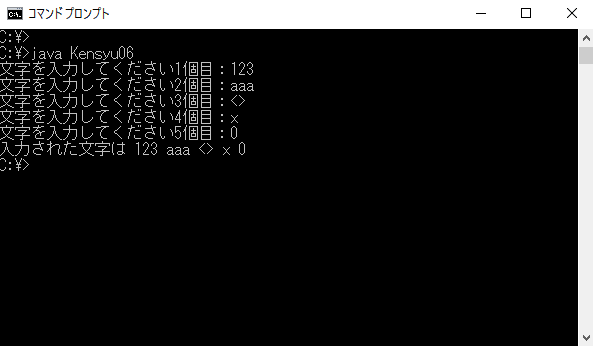 コマンドプロンプト
C:¥>
C:¥>java Kensyu06
文字を入力してください1個目：123
文字を入力してください2個目：aaa
文字を入力してください3個目：<>
文字を入力してください4個目：x
文字を入力してください5個目：0
入力された文字は 123 aaa <> x 0
C:¥>